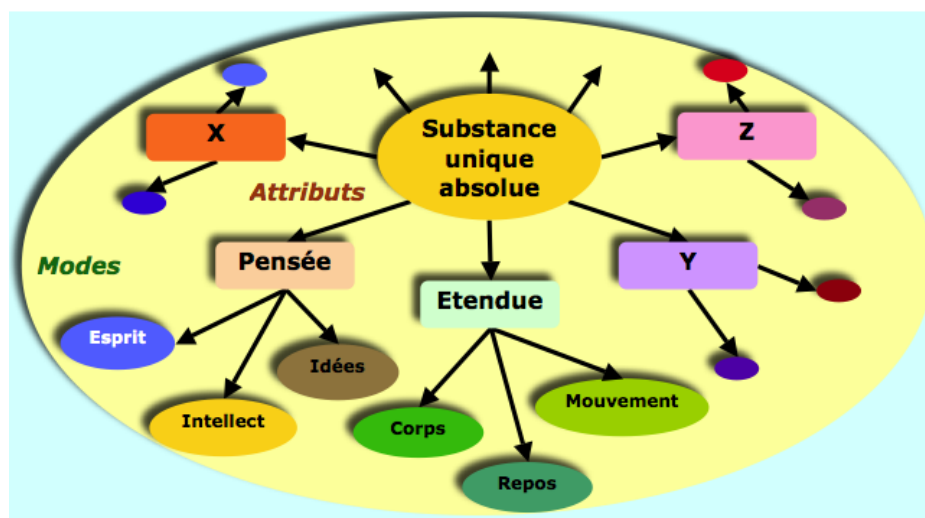 Substance
unique
absolue
X
Z
Attributs
Modes
Pensée
Etendue
Y
Esprit
Idées
Intellect
Corps
Mouvement
Repos